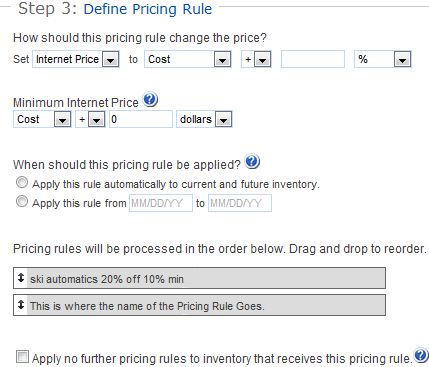 Step 3: Define Pricing Rule
How should this pricing rule change the price?
Set Internet Price to Cost + %
Minimum Internet Price ?
Cost + 0 dollars
When should this pricing rule be applied? ?
Apply this rule automatically to current and future inventory.
Apply this rule from MM/DD/YY to MM/DD/YY
Pricing rules will be processed in the order below. Drag and drop to reorder.
ski automatics 20% off 10% min
This is where the name of the Pricing Rule Goes.
Apply no further pricing rules to inventory that receives this pricing rule. ?